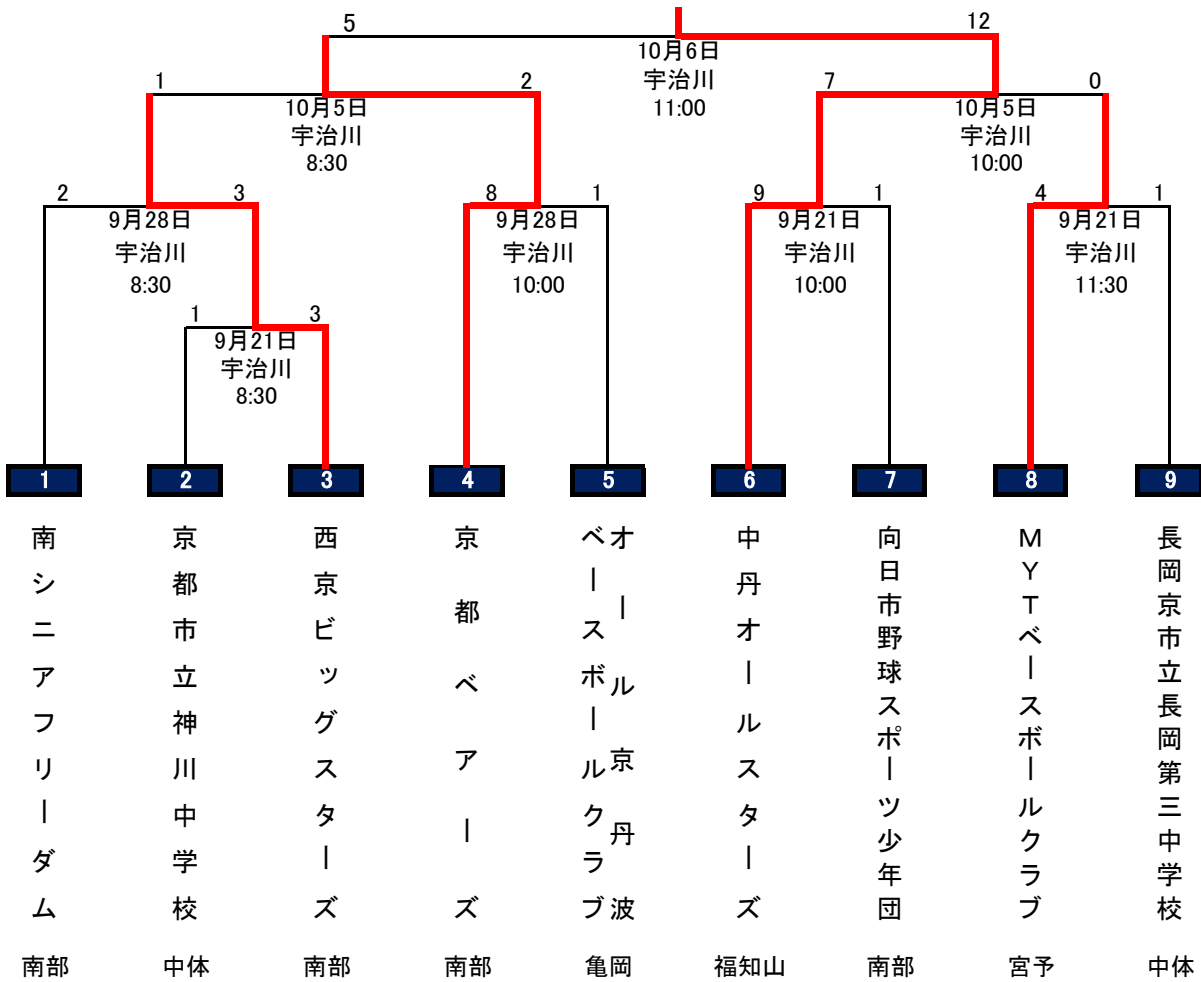 5
12
10月6日
宇治川
11:00
1
2
10月5日
宇治川
8:30
7
0
10月5日
宇治川
10:00
2
3
9月28日
宇治川
8:30
8
1
9月28日
宇治川
10:00
9
1
9月21日
宇治川
10:00
4
1
9月21日
宇治川
11:30
1
3
9月21日
宇治川
8:30
1
2
3
4
5
6
7
8
9
南シニアフリーダム
京都市立神川中学校
西京ビッグスターズ
京都ベアーズ
オール京丹波
ベースボールクラブ
中丹オールスターズ
向日市野球スポーツ少年団
MYTベースボールクラブ
長岡京市立長岡第三中学校
南部
中体
南部
南部
亀岡
福知山
南部
宮予
中体